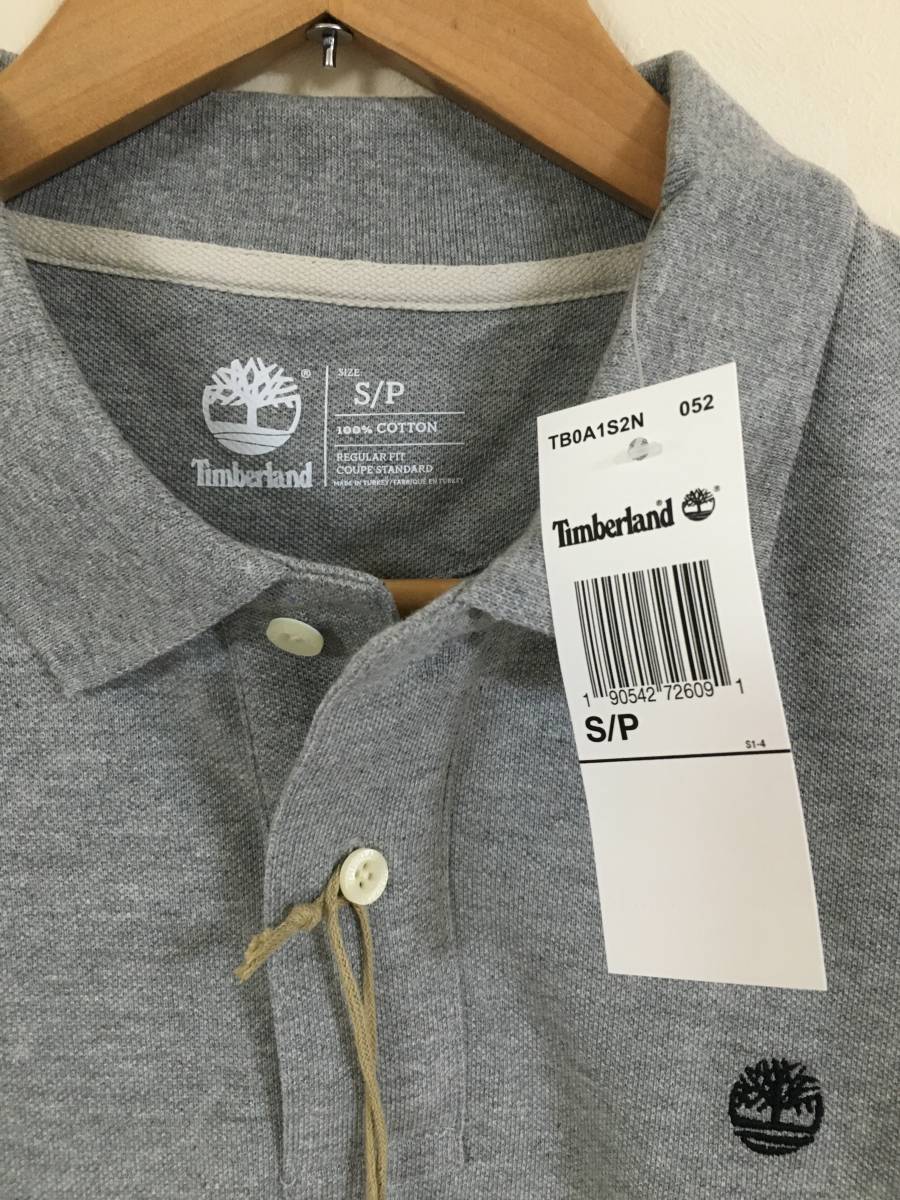 SIZE:
S/P
100% COTTON
REGULAR FIT
COUPE STANDARD
MADE IN TURKEY/FABRIQUÉ EN TURKEY
Timberland ®
TB0A1S2N 052
Timberland ®
1 90542 72609 1
S/P
S1-4